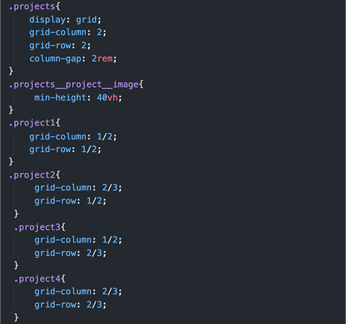 .projects{
display: grid;
grid-column: 2;
grid-row: 2;
column-gap: 2rem;
}
.projects__project__image{
min-height: 40vh;
}
.project1{
grid-column: 1/2;
grid-row: 1/2;
}
.project2{
grid-column: 2/3;
grid-row: 1/2;
}
.project3{
grid-column: 1/2;
grid-row: 2/3;
}
.project4{
grid-column: 2/3;
grid-row: 2/3;
}